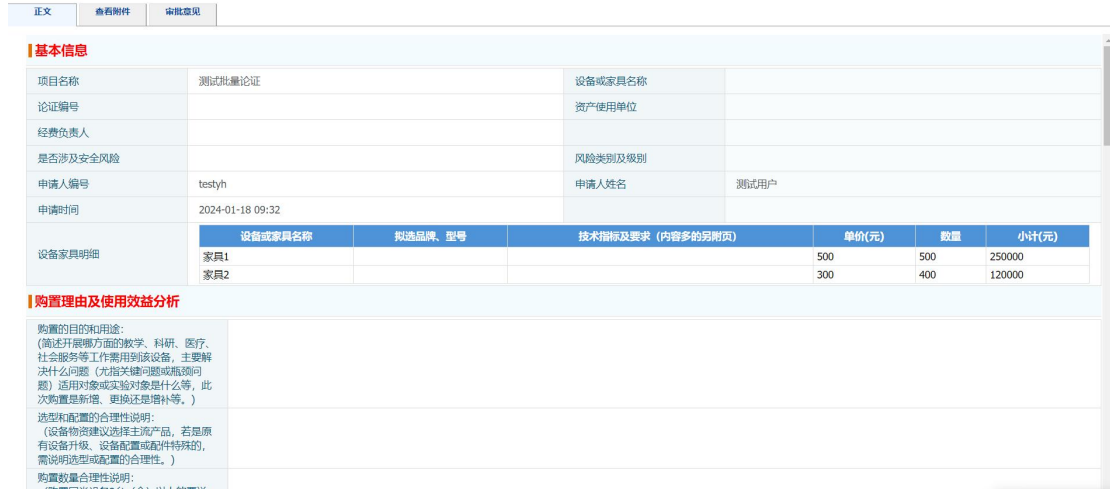 正文 查看附件 审批意见
基本信息
项目名称 测试批量论证 设备或家具名称
论证编号 资产使用单位
经费负责人
是否涉及安全风险 风险类别及级别
申请人编号 testyh 申请人姓名 测试用户
申请时间 2024-01-18 09:32
设备或家具名称 拟选品牌、型号 技术指标及要求（内容多的另附页） 单价(元) 数量 小计(元)
设备家具明细
家具1 500 500 250000
家具2 300 400 120000
购置理由及使用效益分析
购置的目的和用途:
(简述开展哪方面的教学、科研、医疗、
社会服务等工作需用到该设备，主要解
决什么问题（尤指关键问题或瓶颈问
题）适用对象或实验对象是什么等，此
次购置是新增、更换还是增补等。)
选型和配置的合理性说明:
（设备物资建议选择主流产品，若是原
有设备升级、设备配置或配件特殊的，
需说明选型或配置的合理性。)
购置数量合理性说明: